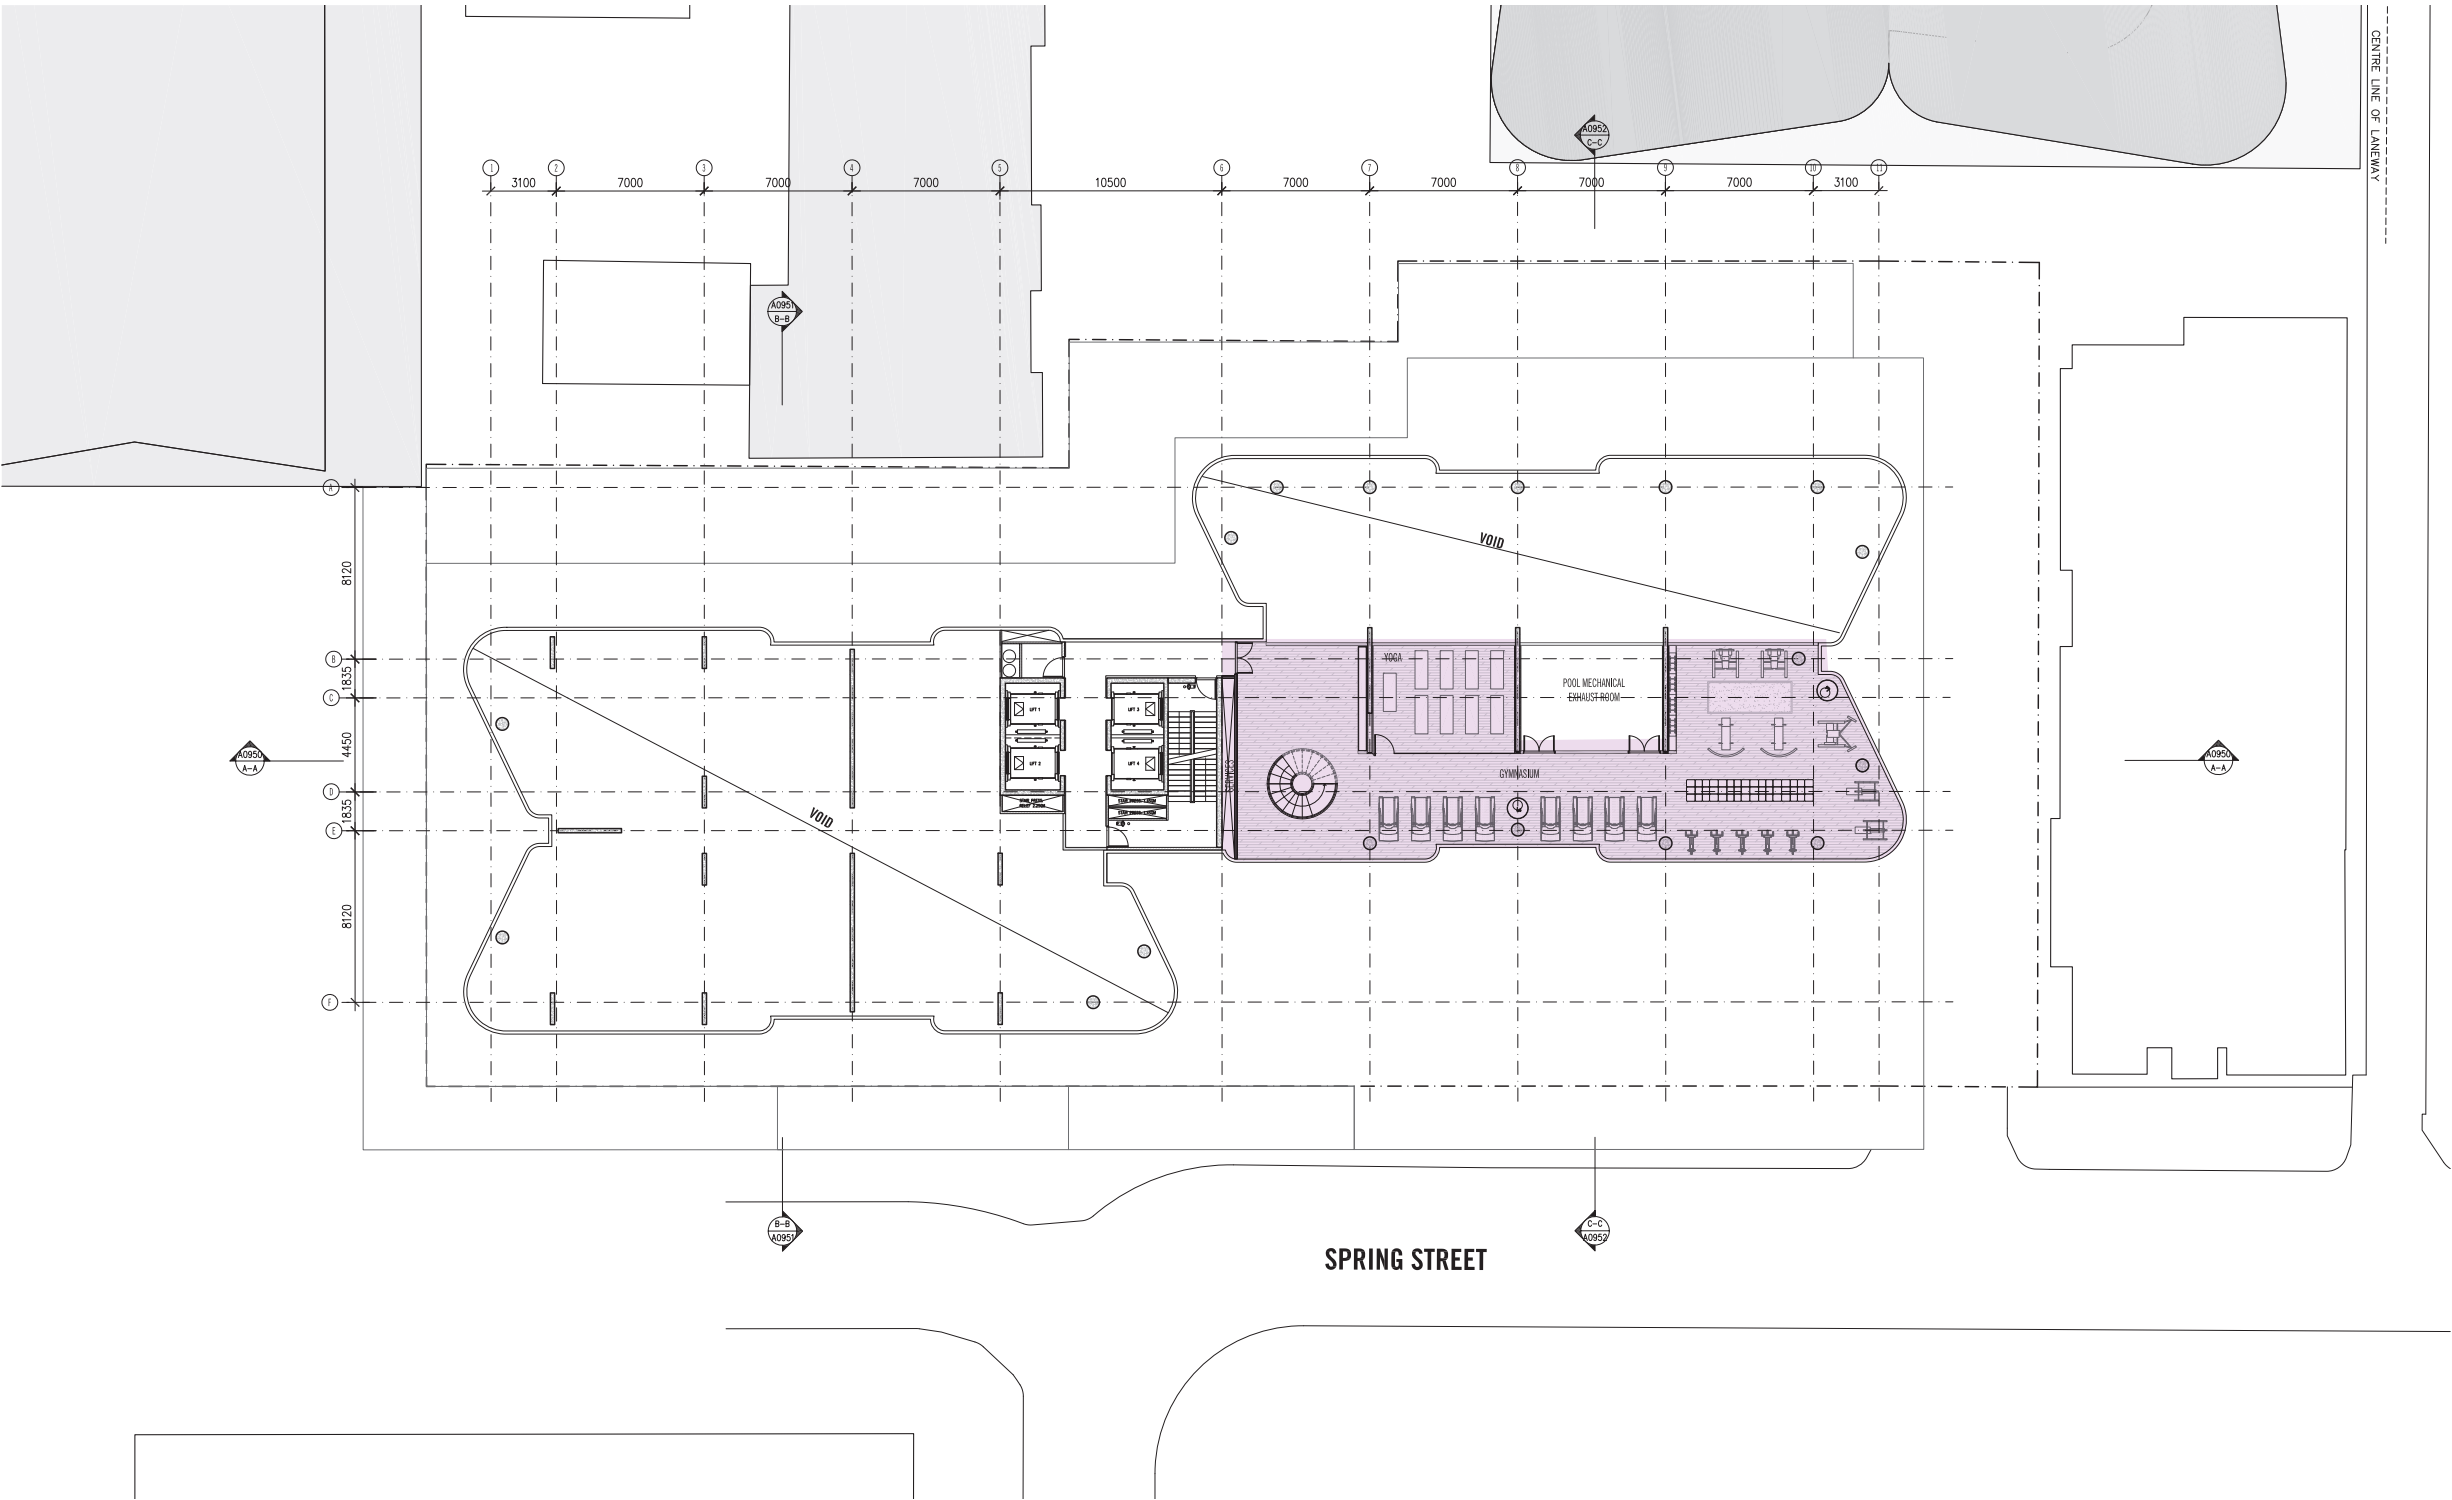 CENTRE LINE OF LANEWAY
A0952
C-C
1
2
3
4
5
6
7
8
9
10
11
3100
7000
7000
7000
10500
7000
7000
7000
7000
3100
A0951
B-B
A
8120
VOID
B
1835
C
4450
D
1835
E
8120
F
A0950
A-A
YOGA
POOL MECHANICAL
EXHAUST ROOM
LIFT 1
LIFT 3
LIFT 2
LIFT 4
SERVICES
GYMNASIUM
VOID
A0950
A-A
B-B
A0951
C-C
A0952
SPRING STREET